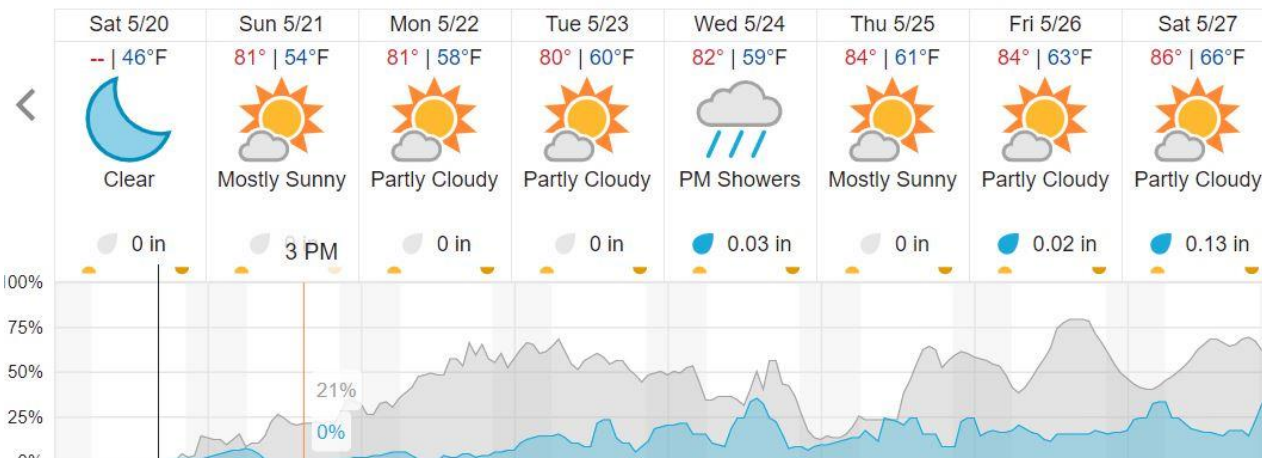 Sat 5/20 Sun 5/21 Mon 5/22 Tue 5/23 Wed 5/24 Thu 5/25 Fri 5/26 Sat 5/27
-- | 46°F 81° | 54°F 81° | 58°F 80° | 60°F 82° | 59°F 84° | 61°F 84° | 63°F 86° | 66°F
Clear Mostly Sunny Partly Cloudy Partly Cloudy PM Showers Mostly Sunny Partly Cloudy Partly Cloudy
0 in 0 in 0 in 0 in 0.03 in 0 in 0.02 in 0.13 in
3 PM
100%
75%
50%
21%
25%
0%
0%